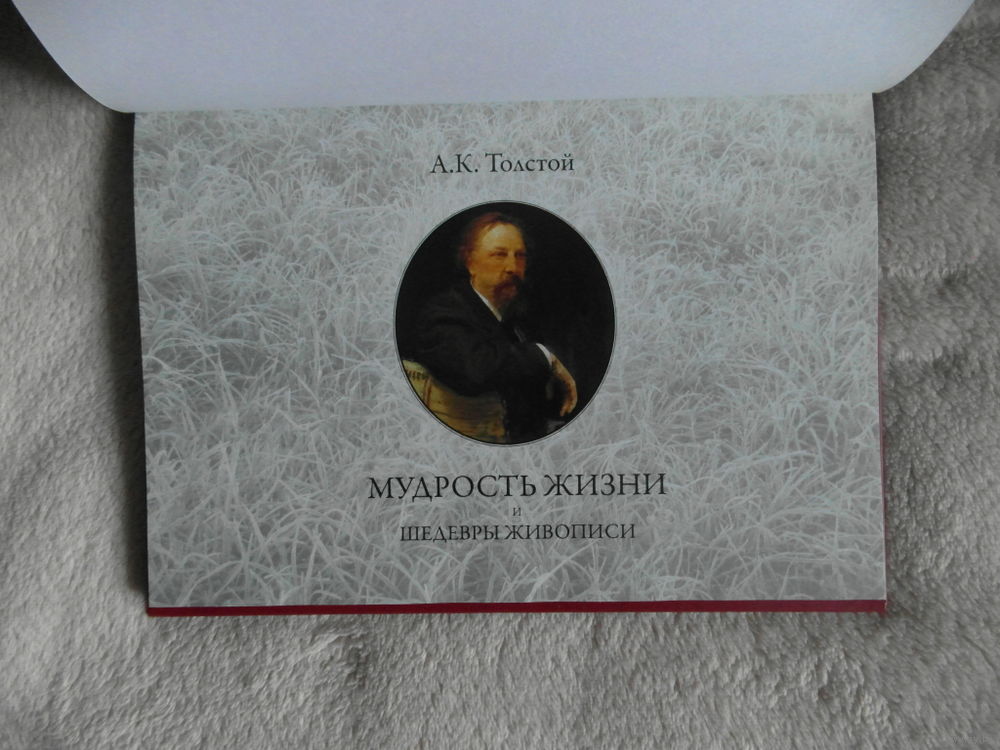 А.К. Толстой
МУДРОСТЬ ЖИЗНИ
И
ШЕДЕВРЫ ЖИВОПИСИ